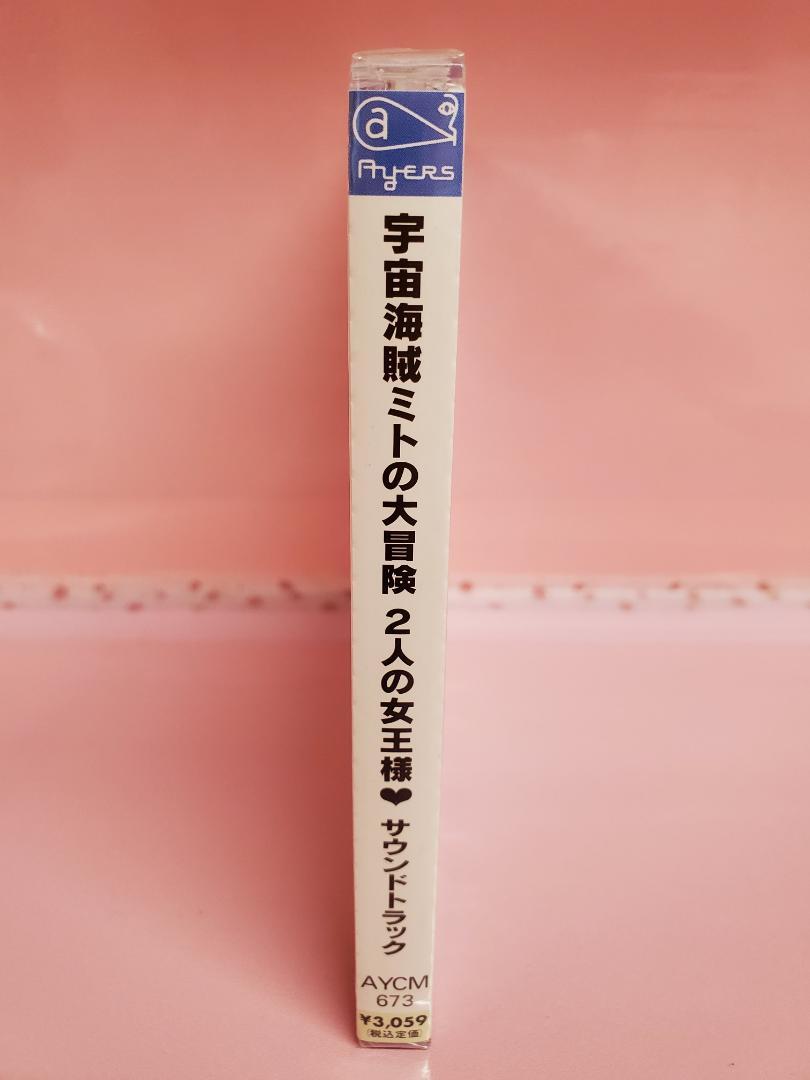 a
AYERS
宇宙海賊ミトの大冒険 2人の女王様❤ サウンドトラック
AYCM
673
¥3,059
(税込定価)